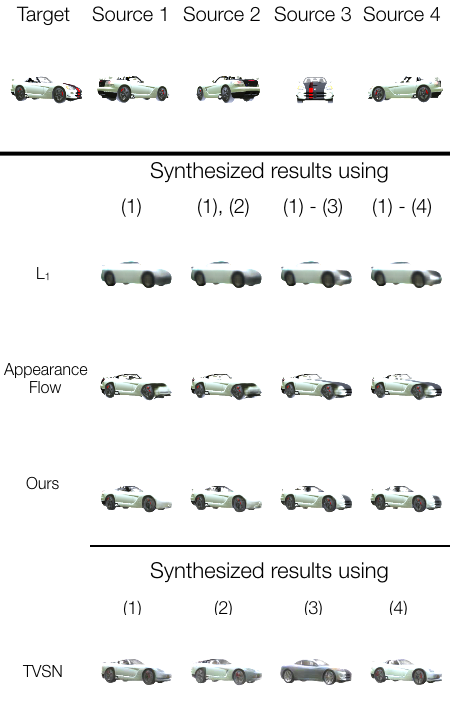 Target Source 1 Source 2 Source 3 Source 4
Synthesized results using
(1) (1), (2) (1) - (3) (1) - (4)
L₁
Appearance
Flow
Ours
Synthesized results using
(1) (2) (3) (4)
TVSN